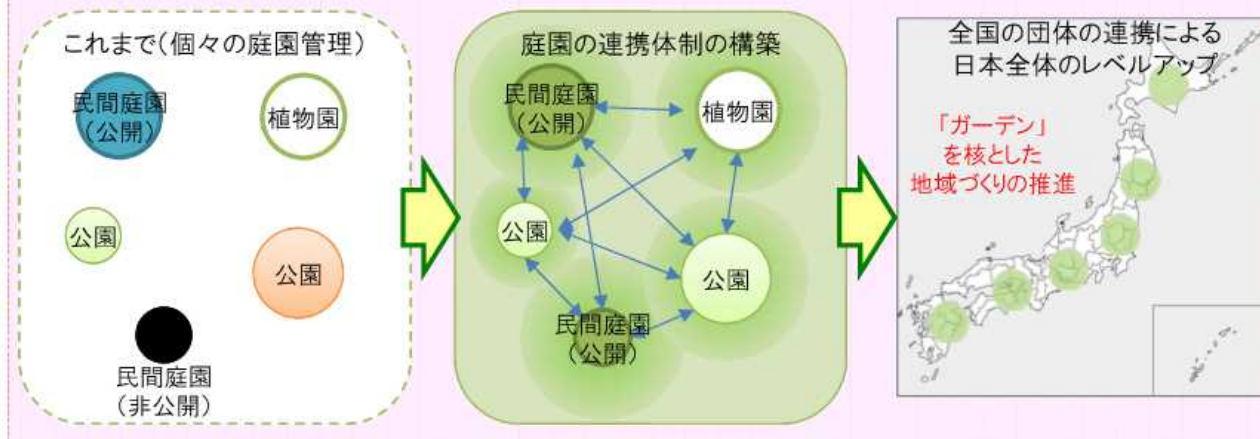 これまで(個々の庭園管理)
民間庭園
(公開)
植物園
公園
公園
民間庭園
(非公開)
庭園の連携体制の構築
民間庭園
(公開)
植物園
公園
公園
民間庭園
(公開)
全国の団体の連携による
日本全体のレベルアップ
「ガーデン」
を核とした
地域づくりの推進